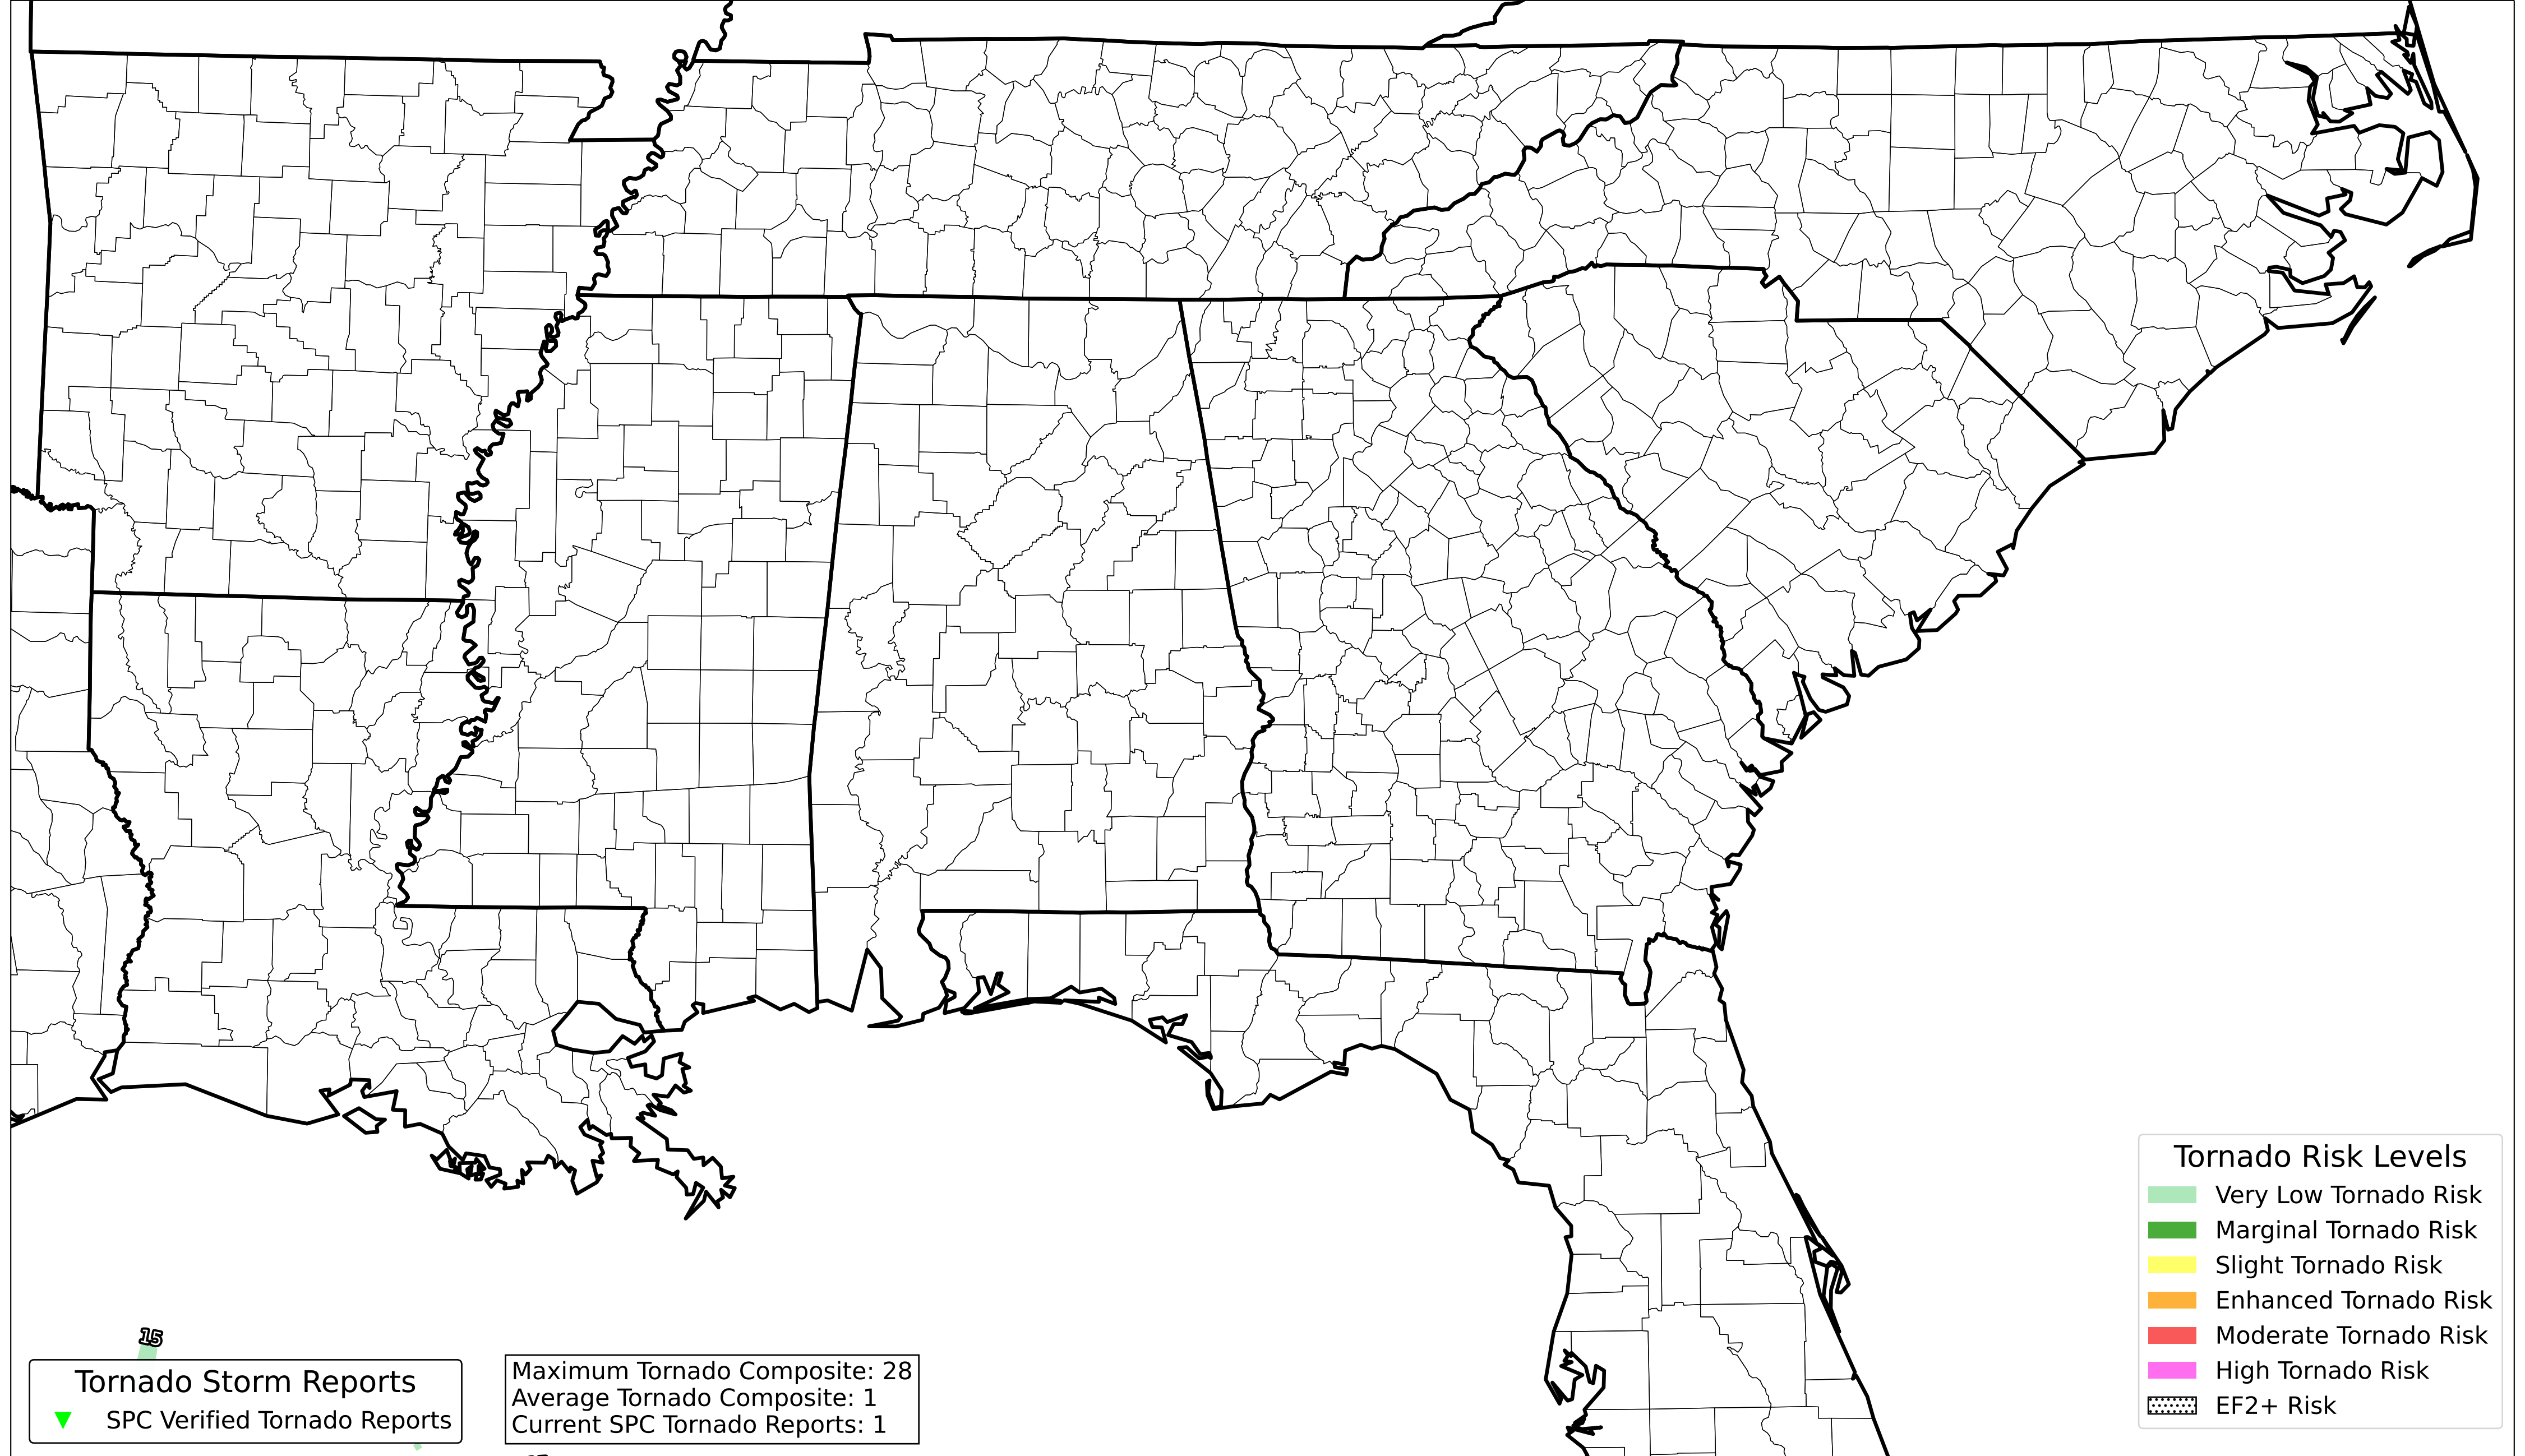 15
Tornado Storm Reports
SPC Verified Tornado Reports
Maximum Tornado Composite: 28
Average Tornado Composite: 1
Current SPC Tornado Reports: 1
Tornado Risk Levels
Very Low Tornado Risk
Marginal Tornado Risk
Slight Tornado Risk
Enhanced Tornado Risk
Moderate Tornado Risk
High Tornado Risk
EF2+ Risk